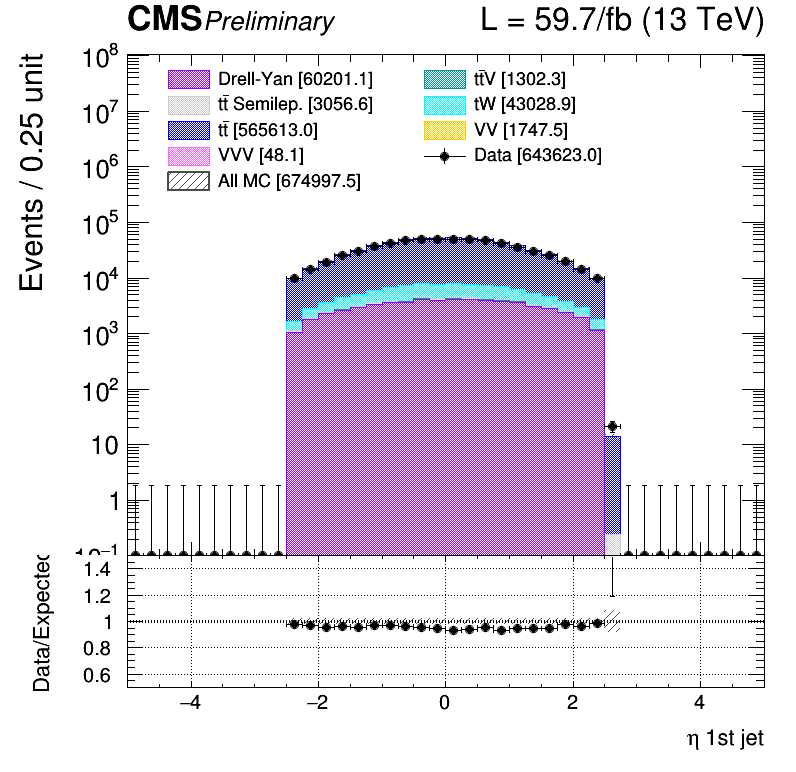 CMS Preliminary L = 59.7/fb (13 TeV)
Events / 0.25 unit
10⁸
10⁷
10⁶
10⁵
10⁴
10³
10²
10
1
10⁻¹
Drell-Yan [60201.1]
tt̄ Semilep. [3056.6]
tt̄ [565613.0]
VVV [48.1]
All MC [674997.5]
tt̄V [1302.3]
tW [43028.9]
VV [1747.5]
Data [643623.0]
Data/Expected
1.4
1.2
1
0.8
0.6
−4 −2 0 2 4
η 1st jet